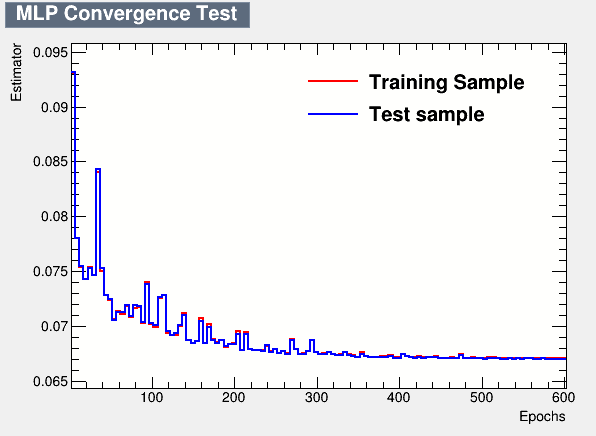 MLP Convergence Test
Estimator
0.095
0.09
0.085
0.08
0.075
0.07
0.065
Training Sample
Test sample
100 200 300 400 500 600
Epochs